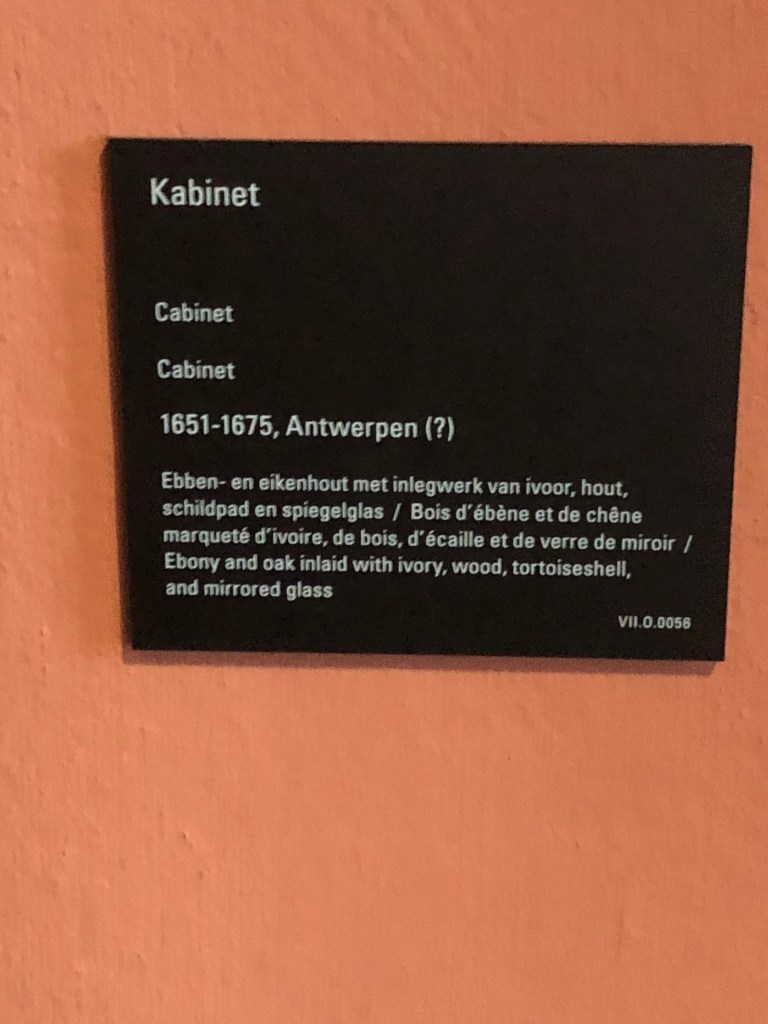 Kabinet
Cabinet
Cabinet
1651-1675, Antwerpen (?)
Ebben- en eikenhout met inlegwerk van ivoor, hout,
schildpad en spiegelglas / Bois d'ébène et de chêne
marqueté d'ivoire, de bois, d'écaille et de verre de miroir /
Ebony and oak inlaid with ivory, wood, tortoiseshell,
and mirrored glass
VII.O.0056